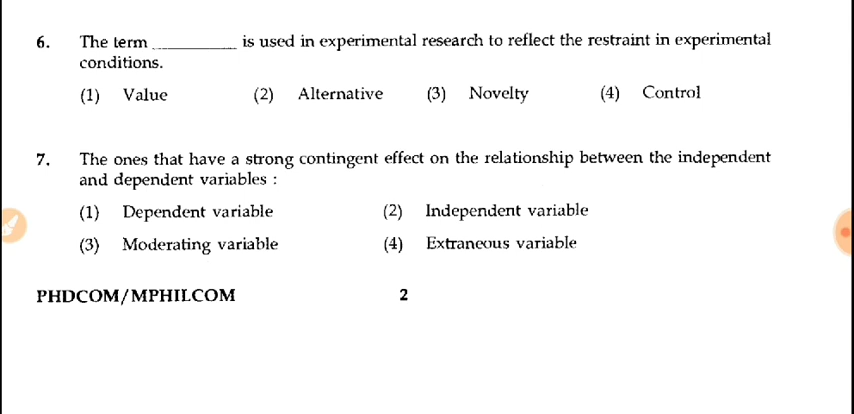 6. The term __________ is used in experimental research to reflect the restraint in experimental
conditions.
(1) Value (2) Alternative (3) Novelty (4) Control
7. The ones that have a strong contingent effect on the relationship between the independent
and dependent variables :
(1) Dependent variable (2) Independent variable
(3) Moderating variable (4) Extraneous variable
PHDCOM/MPHILCOM 2